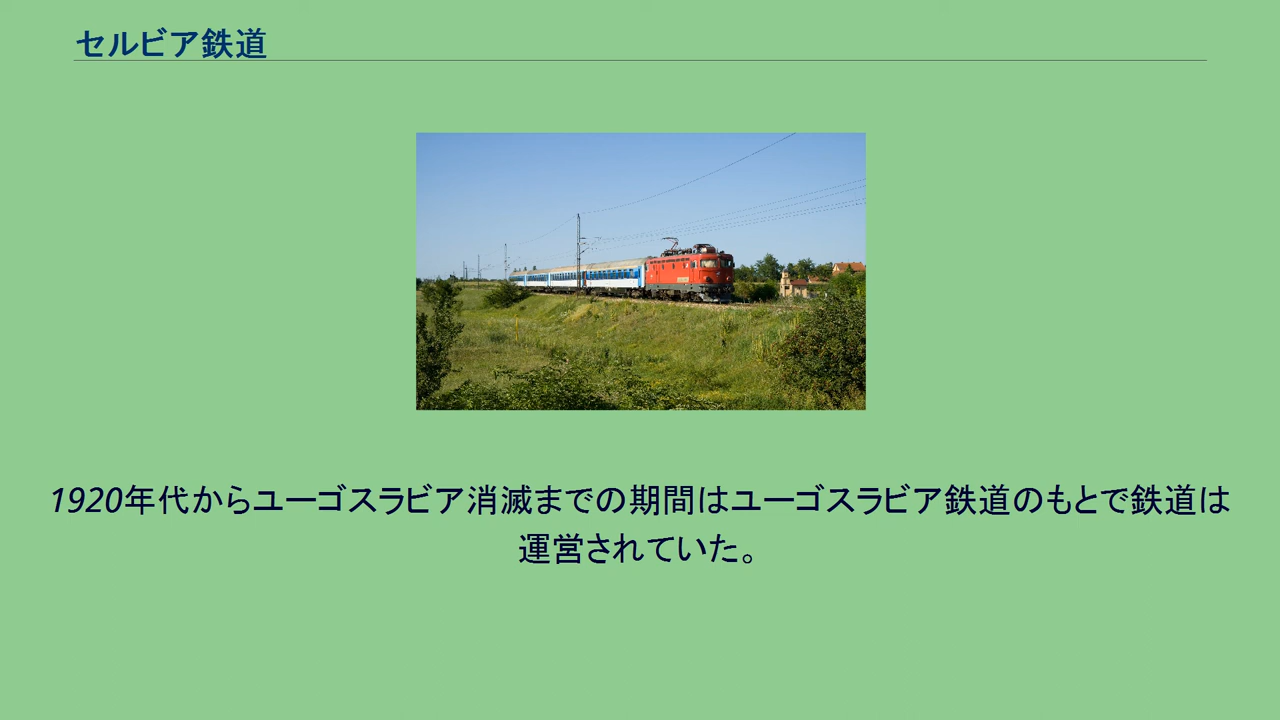 セルビア鉄道
1920年代からユーゴスラビア消滅までの期間はユーゴスラビア鉄道のもとで鉄道は
運営されていた。